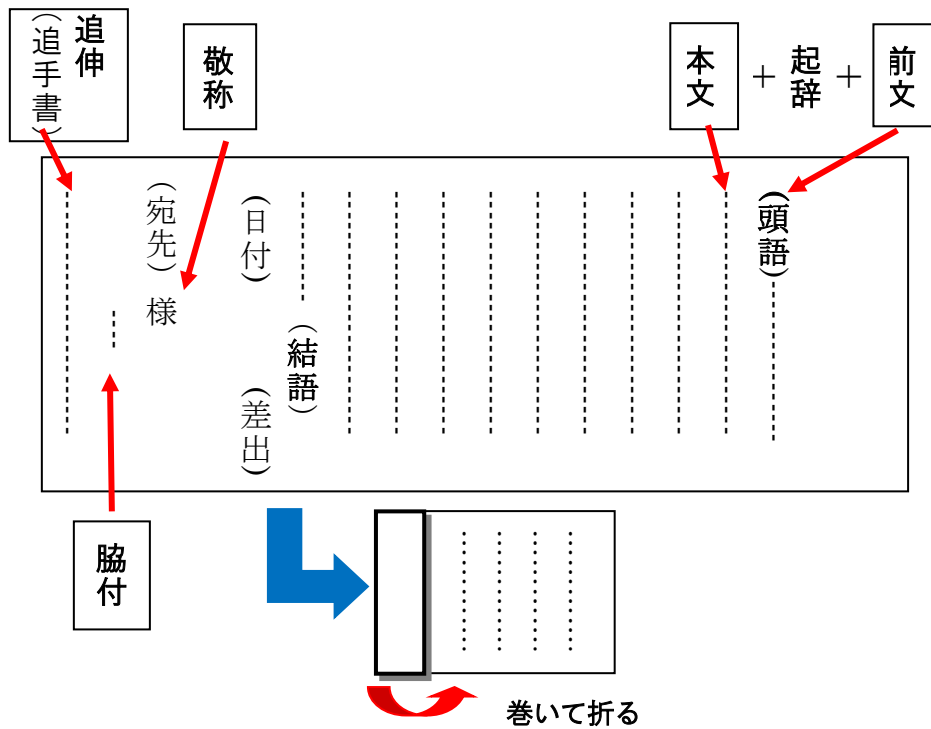 前文
＋
起辞
＋
本文
敬称
追伸
（追手書）
（頭語）
（結語）
（日付）
（差出）
（宛先）様
脇付
巻いて折る